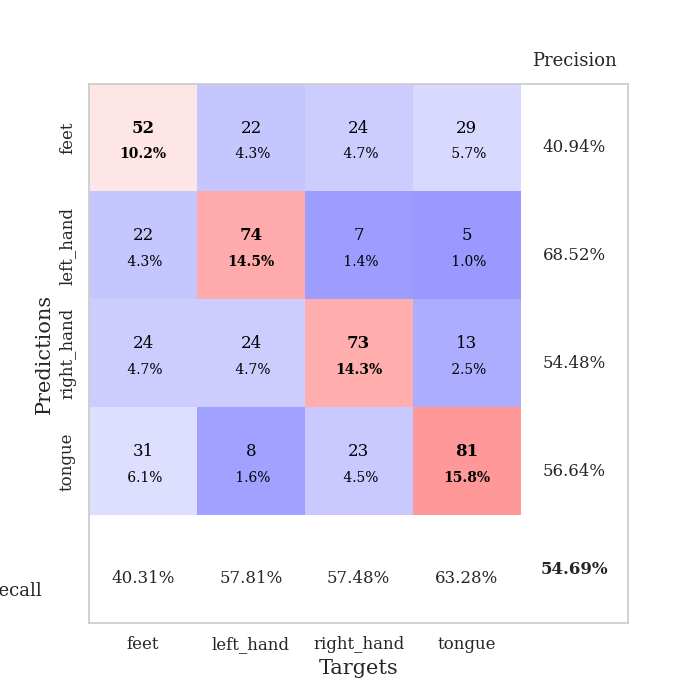 Precision
feet
52 22 24 29 40.94%
10.2% 4.3% 4.7% 5.7%
left_hand
22 74 7 5 68.52%
4.3% 14.5% 1.4% 1.0%
Predictions
right_hand
24 24 73 13 54.48%
4.7% 4.7% 14.3% 2.5%
tongue
31 8 23 81 56.64%
6.1% 1.6% 4.5% 15.8%
ecall 40.31% 57.81% 57.48% 63.28% 54.69%
feet left_hand right_hand tongue
Targets